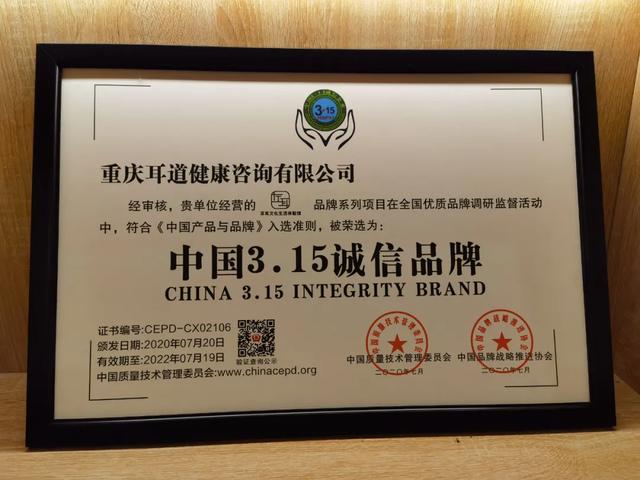 3·15
重庆耳道健康咨询有限公司
经审核，贵单位经营的 品牌系列项目在全国优质品牌调研监督活动
中，符合《中国产品与品牌》入选准则，被荣选为：
中国3.15诚信品牌
CHINA 3.15 INTEGRITY BRAND
证书编号:CEPD-CX02106
颁发日期:2020年07月20日
有效期至:2022年07月19日
验证查询公示
中国质量技术管理委员会:www.chinacepd.org
中国质量技术管理委员会
二〇二〇年七月
中国品牌战略推进协会
二〇二〇年七月